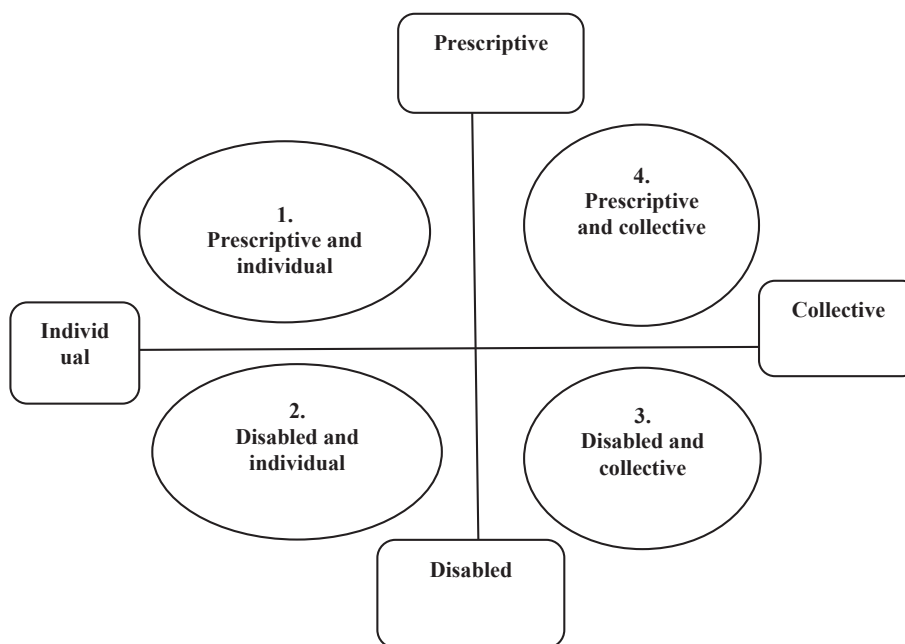 Prescriptive
1.
Prescriptive and
individual
4.
Prescriptive
and collective
Individ
ual
Collective
2.
Disabled and
individual
3.
Disabled and
collective
Disabled